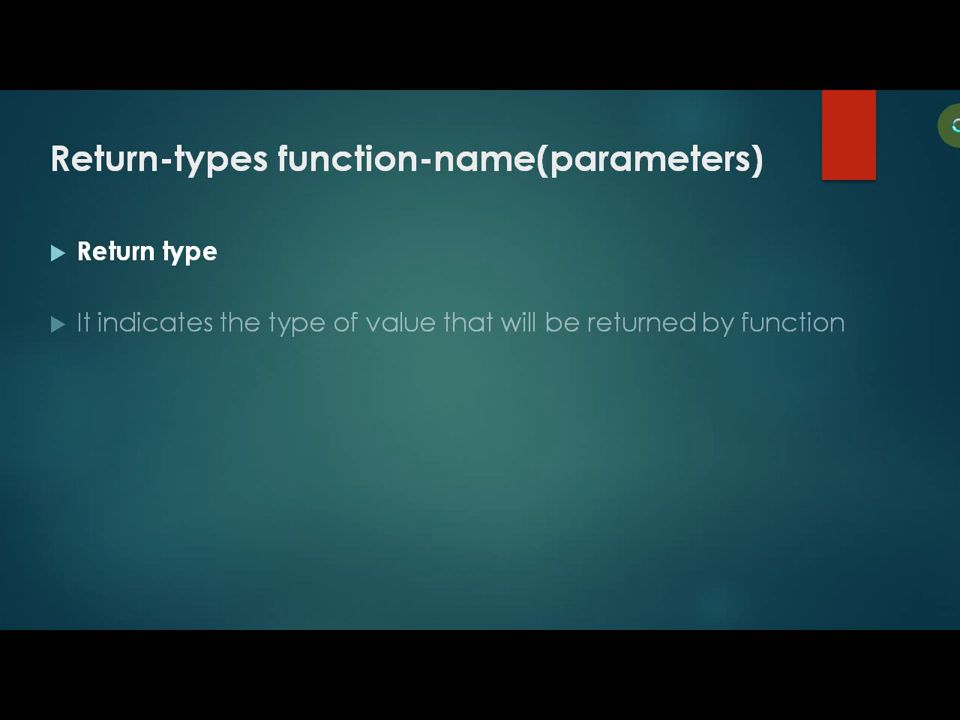 Return-types function-name(parameters)
Return type
It indicates the type of value that will be returned by function